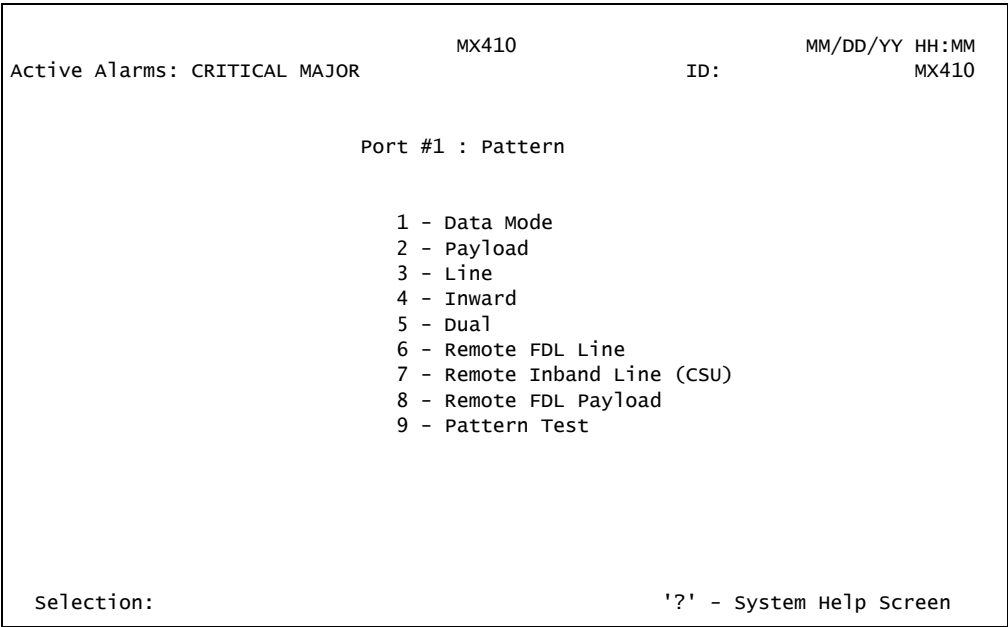 MX410 MM/DD/YY HH:MM
Active Alarms: CRITICAL MAJOR ID: MX410
Port #1 : Pattern
1 - Data Mode
2 - Payload
3 - Line
4 - Inward
5 - Dual
6 - Remote FDL Line
7 - Remote Inband Line (CSU)
8 - Remote FDL Payload
9 - Pattern Test
Selection: '?' - System Help Screen